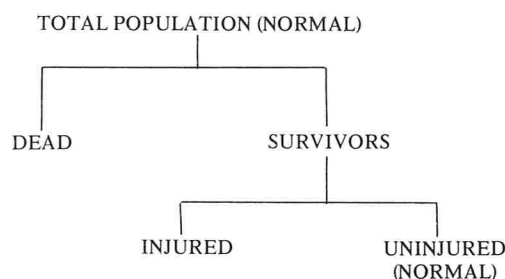 TOTAL POPULATION (NORMAL)
DEAD
SURVIVORS
INJURED
UNINJURED
(NORMAL)